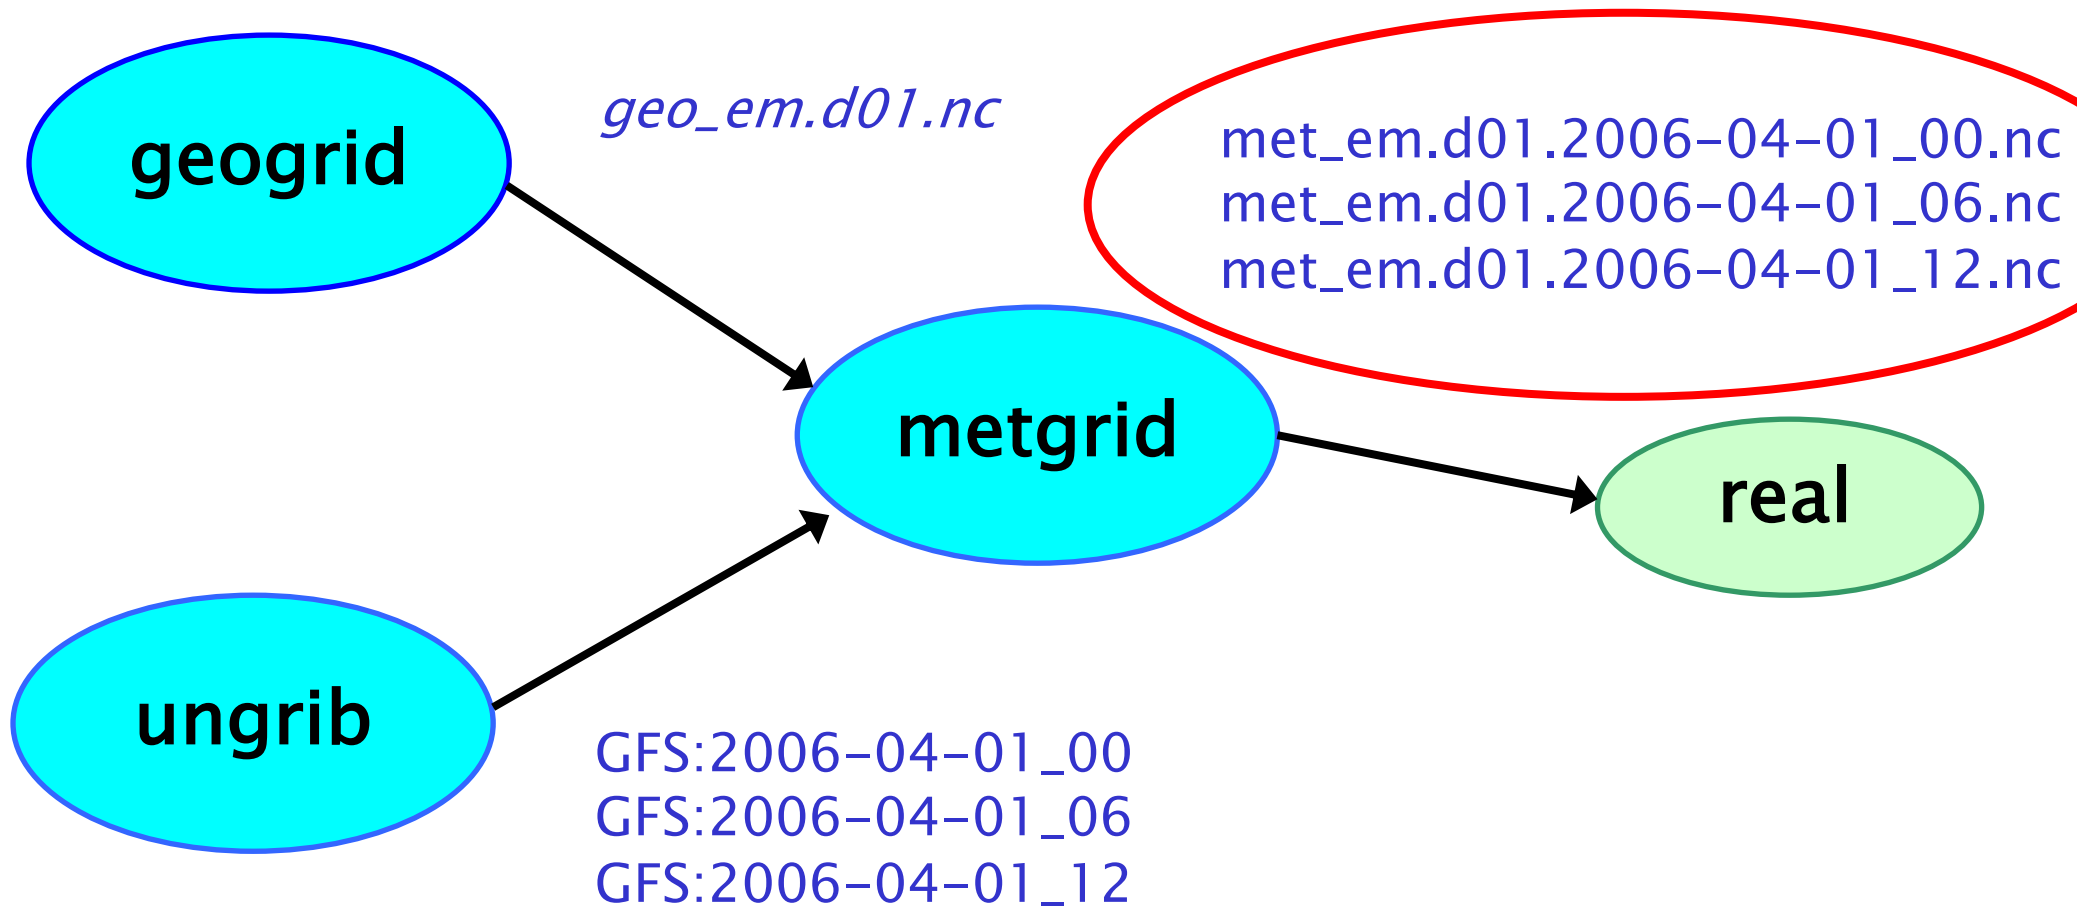 geogrid
geo_em.d01.nc
met_em.d01.2006-04-01_00.nc
met_em.d01.2006-04-01_06.nc
met_em.d01.2006-04-01_12.nc
metgrid
real
ungrib
GFS:2006-04-01_00
GFS:2006-04-01_06
GFS:2006-04-01_12